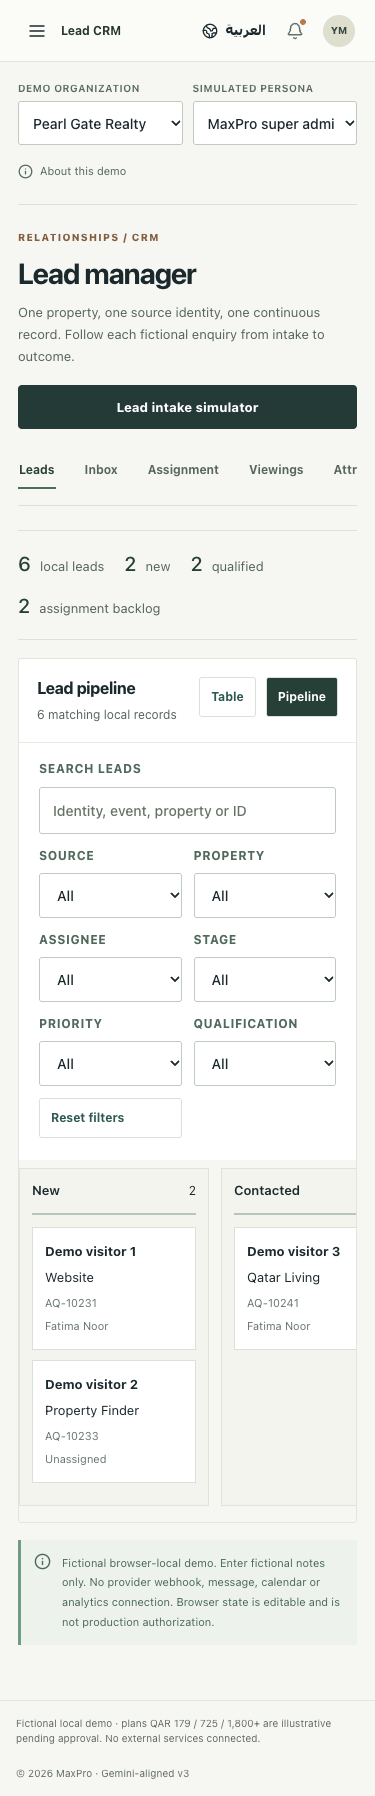 Lead CRM
العربية
YM
DEMO ORGANIZATION
SIMULATED PERSONA
Pearl Gate Realty
MaxPro super admi
About this demo
RELATIONSHIPS / CRM
Lead manager
One property, one source identity, one continuous
record. Follow each fictional enquiry from intake to
outcome.
Lead intake simulator
Leads Inbox Assignment Viewings Attr
6 local leads 2 new 2 qualified
2 assignment backlog
Lead pipeline
6 matching local records
Table
Pipeline
SEARCH LEADS
Identity, event, property or ID
SOURCE
PROPERTY
All
All
ASSIGNEE
STAGE
All
All
PRIORITY
QUALIFICATION
All
All
Reset filters
New 2
Demo visitor 1
Website
AQ-10231
Fatima Noor
Demo visitor 2
Property Finder
AQ-10233
Unassigned
Contacted
Demo visitor 3
Qatar Living
AQ-10241
Fatima Noor
Fictional browser-local demo. Enter fictional notes
only. No provider webhook, message, calendar or
analytics connection. Browser state is editable and is
not production authorization.
Fictional local demo · plans QAR 179 / 725 / 1,800+ are illustrative
pending approval. No external services connected.
© 2026 MaxPro · Gemini-aligned v3